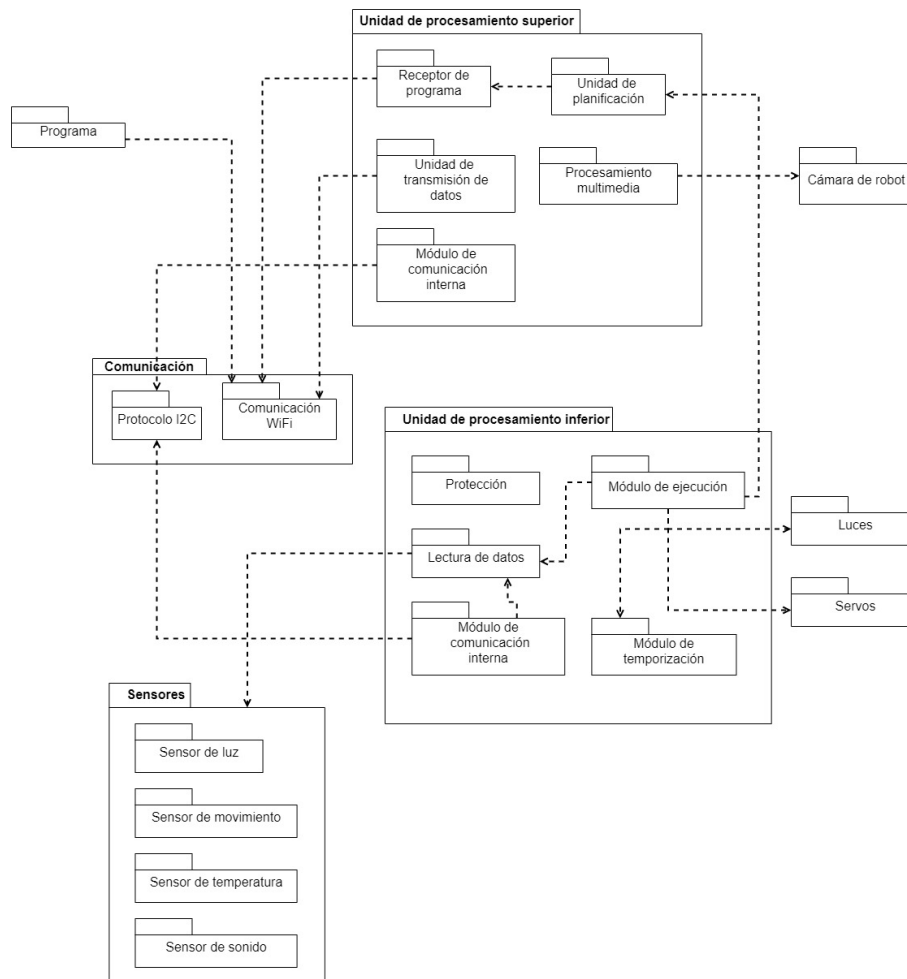 Unidad de procesamiento superior
Receptor de
programa
Unidad de
planificación
Programa
Unidad de
transmisión de
datos
Procesamiento
multimedia
Cámara de robot
Módulo de
comunicación
interna
Comunicación
Protocolo I2C
Comunicación
WiFi
Unidad de procesamiento inferior
Protección
Módulo de ejecución
Luces
Lectura de datos
Servos
Módulo de
comunicación
interna
Módulo de
temporización
Sensores
Sensor de luz
Sensor de movimiento
Sensor de temperatura
Sensor de sonido